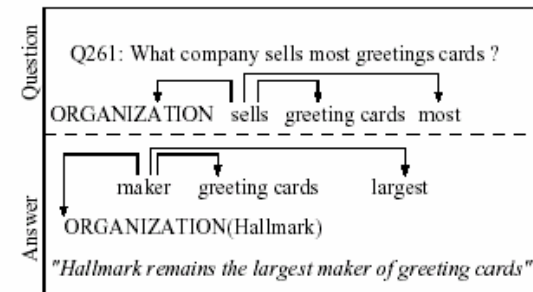 Question
Q261: What company sells most greetings cards ?
ORGANIZATION sells greeting cards most
Answer
maker greeting cards largest
ORGANIZATION(Hallmark)
"Hallmark remains the largest maker of greeting cards"